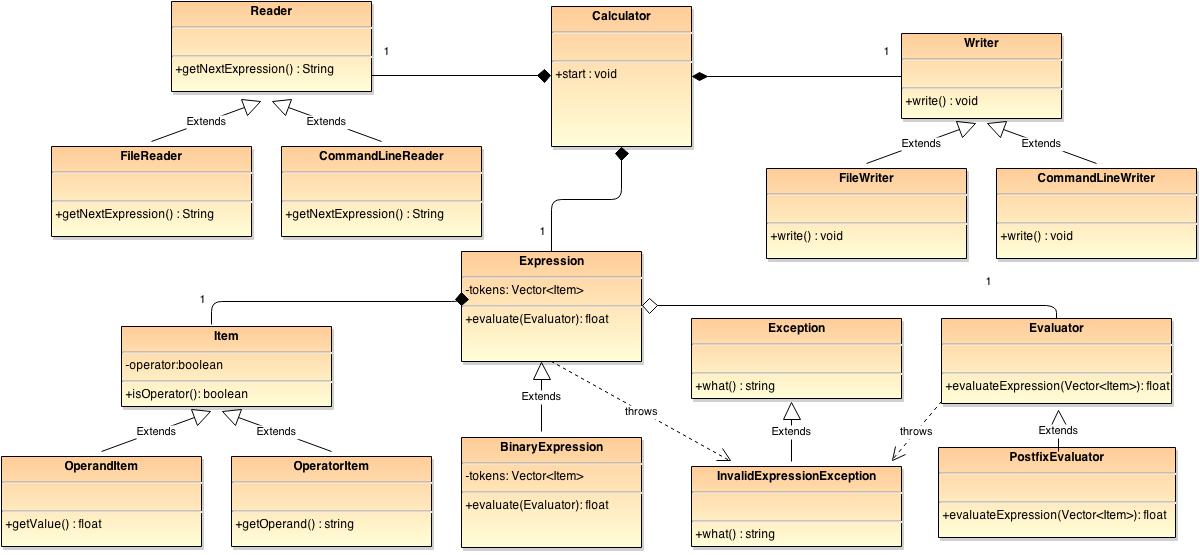 Reader
+getNextExpression() : String
1
Calculator
+start : void
1
Writer
+write() : void
Extends
Extends
FileReader
+getNextExpression() : String
CommandLineReader
+getNextExpression() : String
Extends
Extends
FileWriter
+write() : void
CommandLineWriter
+write() : void
1
Expression
-tokens: Vector<Item>
+evaluate(Evaluator): float
1
1
Item
-operator:boolean
+isOperator(): boolean
Exception
+what() : string
Evaluator
+evaluateExpression(Vector<Item>): float
Extends
Extends
Extends
throws
Extends
throws
Extends
OperandItem
+getValue() : float
OperatorItem
+getOperand() : string
BinaryExpression
-tokens: Vector<Item>
+evaluate(Evaluator): float
InvalidExpressionException
+what() : string
PostfixEvaluator
+evaluateExpression(Vector<Item>): float